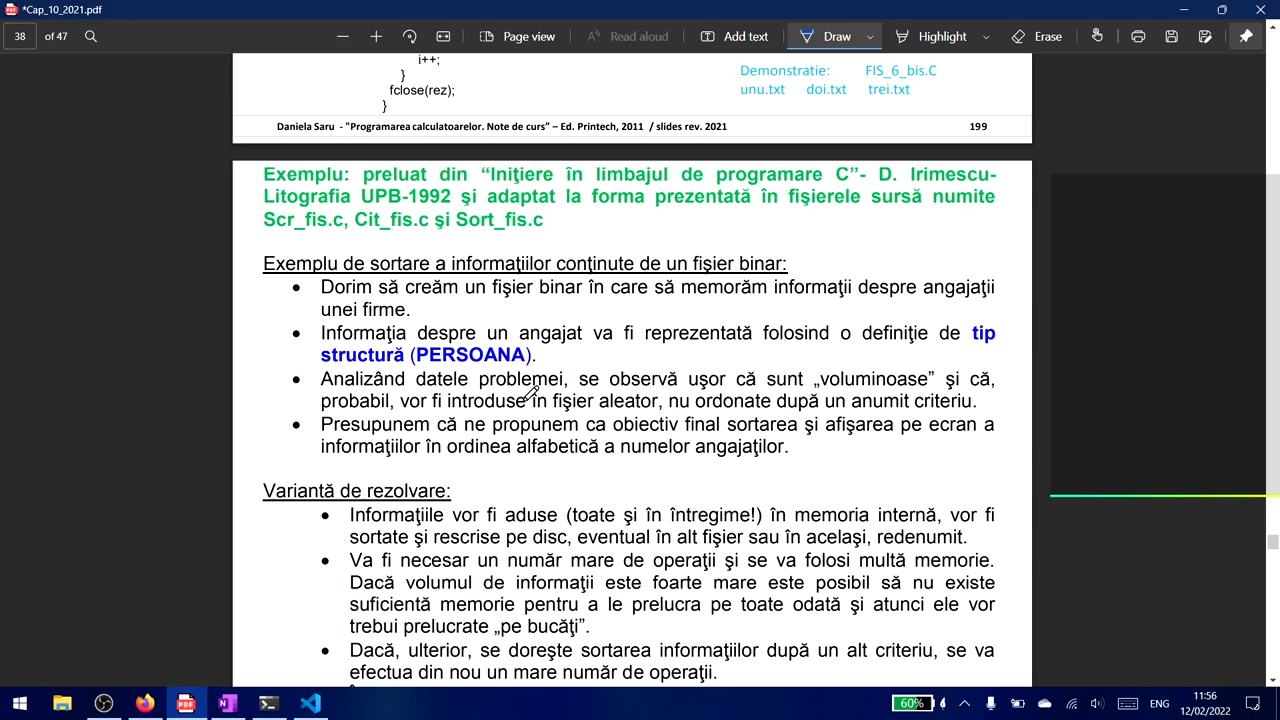 *Cap_10_2021.pdf
38 of 47 Page view Read aloud Add text Draw Highlight Erase
i++;
}
fclose(rez);
}
Demonstratie: FIS_6_bis.C
unu.txt doi.txt trei.txt
Daniela Saru - "Programarea calculatoarelor. Note de curs" – Ed. Printech, 2011 / slides rev. 2021 199
Exemplu: preluat din “Iniţiere în limbajul de programare C”- D. Irimescu-
Litografia UPB-1992 şi adaptat la forma prezentată în fişierele sursă numite
Scr_fis.c, Cit_fis.c şi Sort_fis.c
Exemplu de sortare a informaţiilor conţinute de un fişier binar:
• Dorim să creăm un fişier binar în care să memorăm informaţii despre angajaţii
unei firme.
• Informaţia despre un angajat va fi reprezentată folosind o definiţie de tip
structură (PERSOANA).
• Analizând datele problemei, se observă uşor că sunt „voluminoase” şi că,
probabil, vor fi introduse în fişier aleator, nu ordonate după un anumit criteriu.
• Presupunem că ne propunem ca obiectiv final sortarea şi afişarea pe ecran a
informaţiilor în ordinea alfabetică a numelor angajaţilor.
Variantă de rezolvare:
• Informaţiile vor fi aduse (toate şi în întregime!) în memoria internă, vor fi
sortate şi rescrise pe disc, eventual în alt fişier sau în acelaşi, redenumit.
• Va fi necesar un număr mare de operaţii şi se va folosi multă memorie.
Dacă volumul de informaţii este foarte mare este posibil să nu existe
suficientă memorie pentru a le prelucra pe toate odată şi atunci ele vor
trebui prelucrate „pe bucăţi”.
• Dacă, ulterior, se doreşte sortarea informaţiilor după un alt criteriu, se va
efectua din nou un mare număr de operaţii.
60% ENG 11:56
12/02/2022